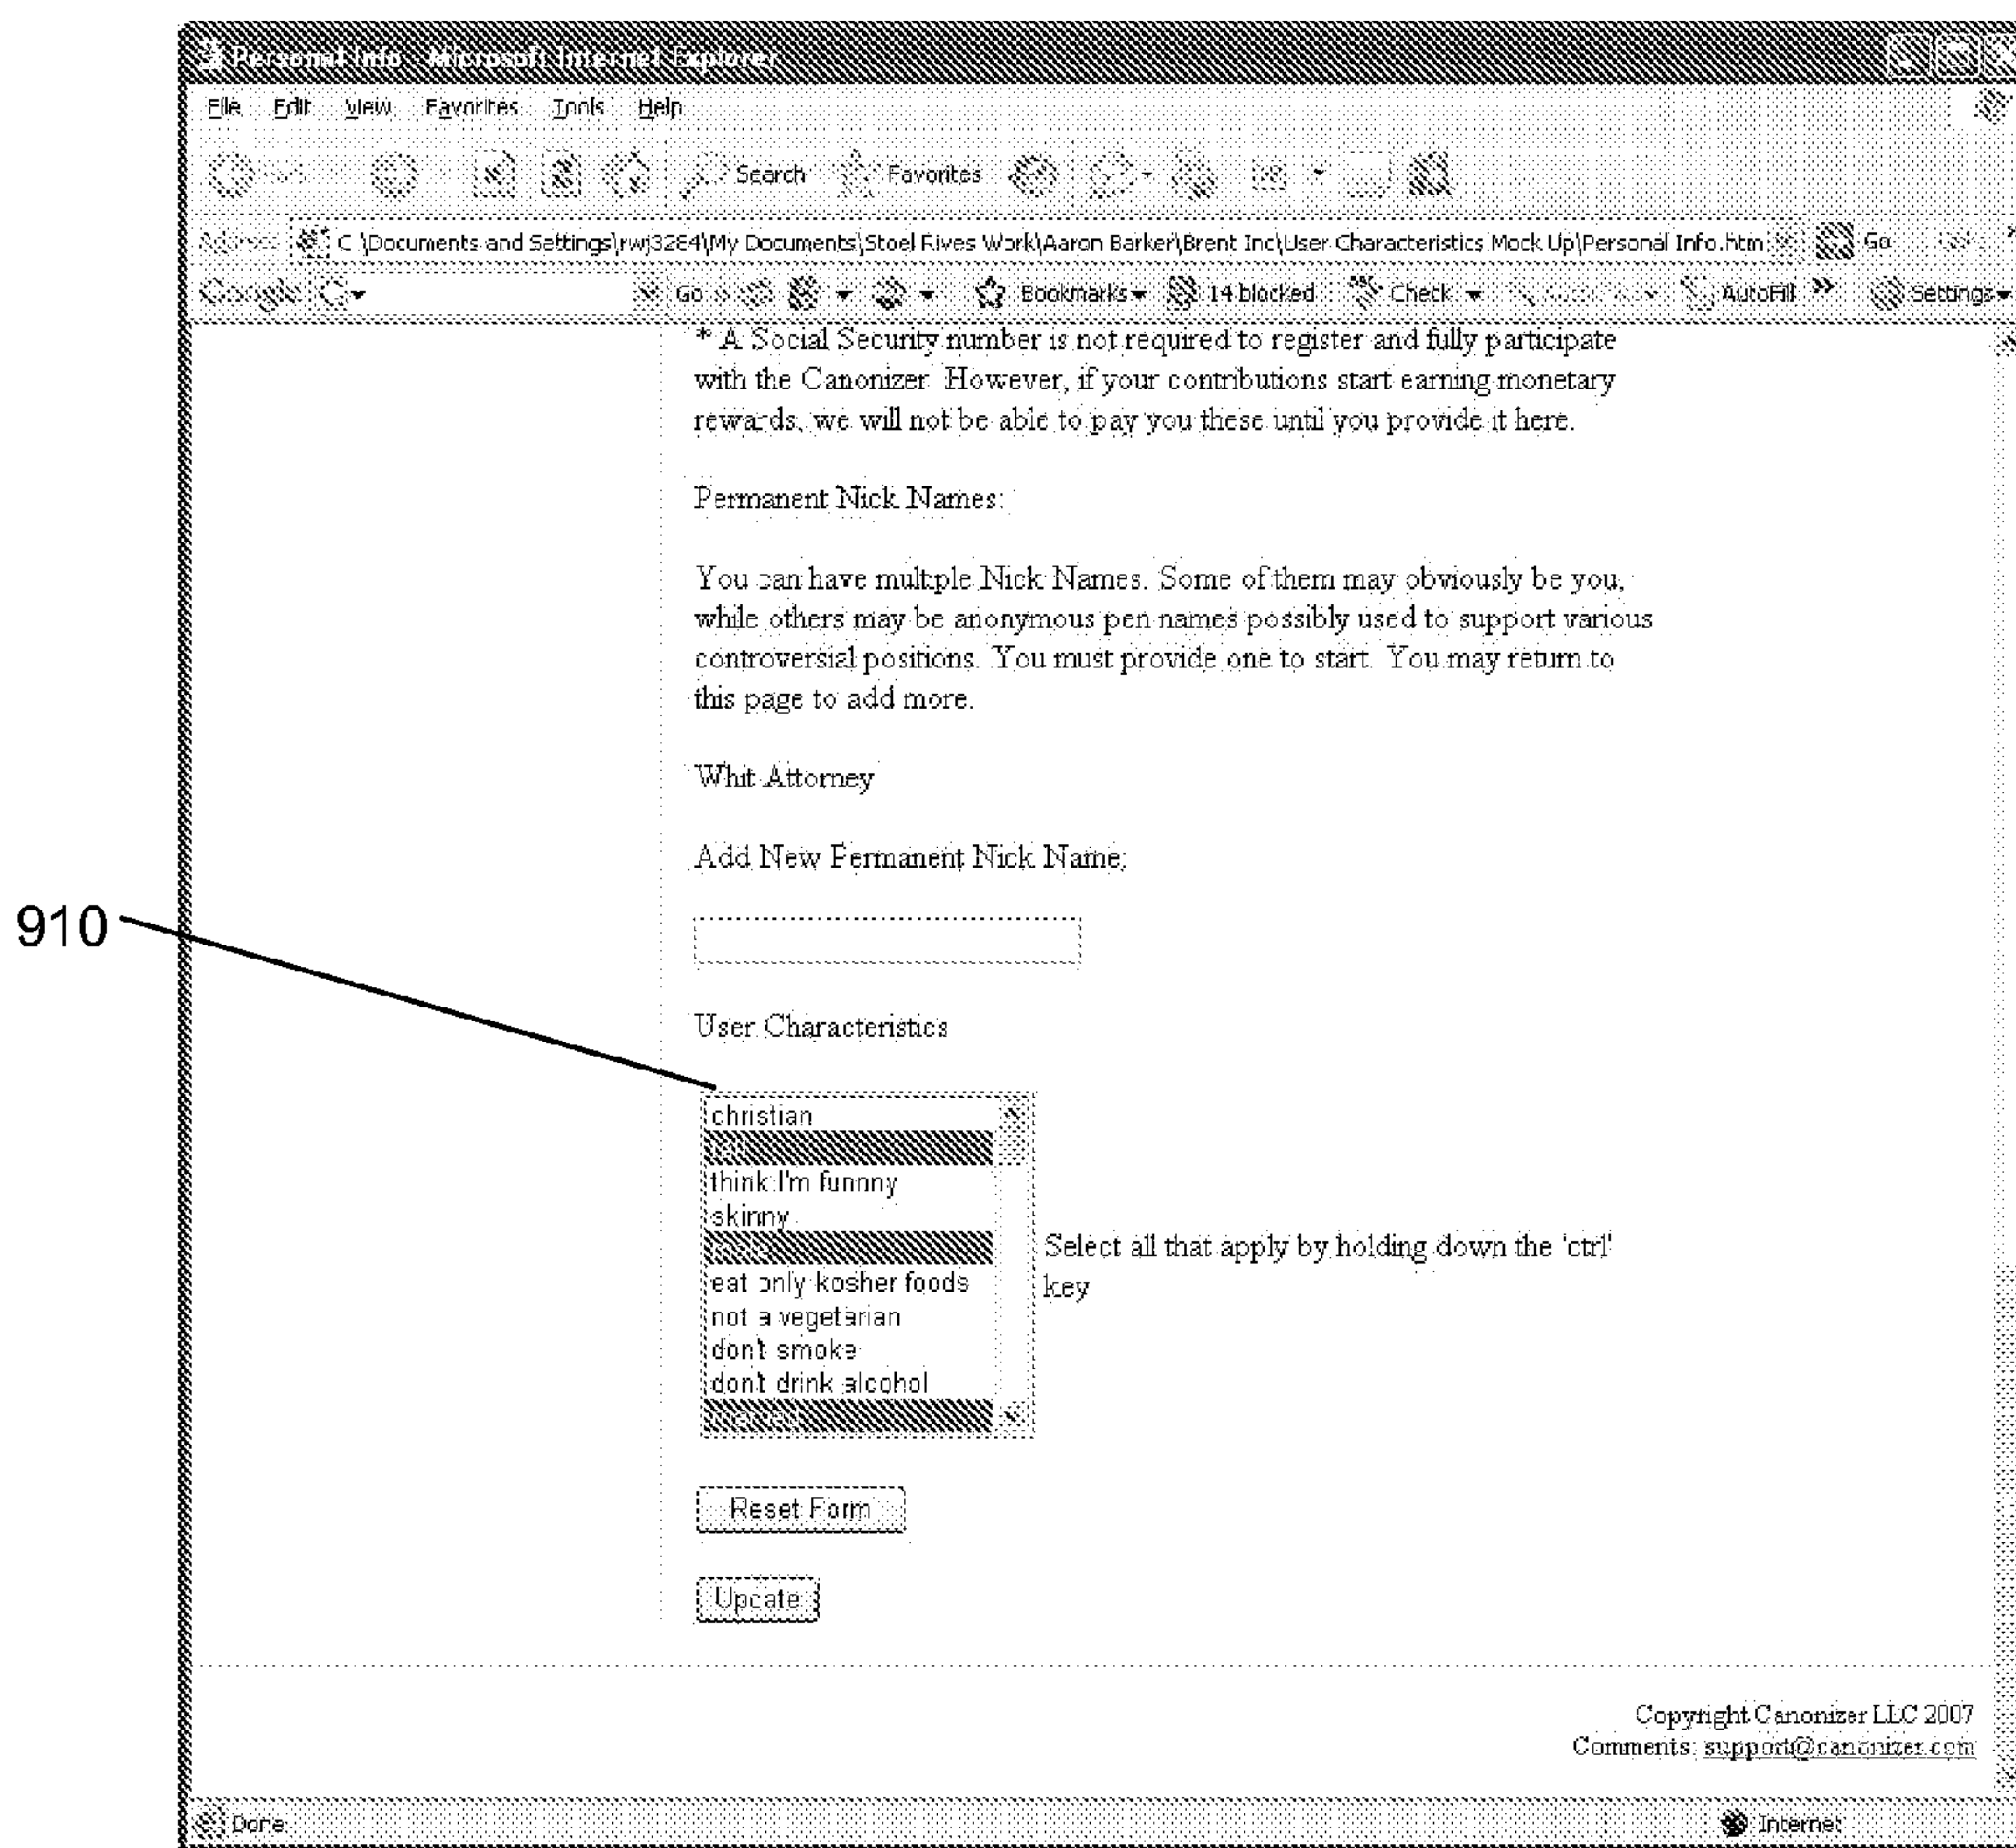 Personal Info - Microsoft Internet Explorer
File Edit View Favorites Tools Help
Search Favorites
Address C:\Documents and Settings\rwj3284\My Documents\Stoel Rives Work\Aaron Barker\Brent Inc\User Characteristics Mock Up\Personal Info.htm Go
Google Go Bookmarks 14 blocked Check AutoFill Settings
* A Social Security number is not required to register and fully participate
with the Canonizer. However, if your contributions start earning monetary
rewards, we will not be able to pay you these until you provide it here.
Permanent Nick Names:
You can have multiple Nick Names. Some of them may obviously be you,
while others may be anonymous pen names possibly used to support various
controversial positions. You must provide one to start. You may return to
this page to add more.
Whit Attorney
Add New Permanent Nick Name:
910
User Characteristics
christian
tall
think I'm funnny
skinny
male
eat only kosher foods
not a vegetarian
don't smoke
don't drink alcohol
married
Select all that apply by holding down the 'ctrl'
key
Reset Form
Update
Copyright Canonizer LLC 2007
Comments: support@canonizer.com
Done Internet